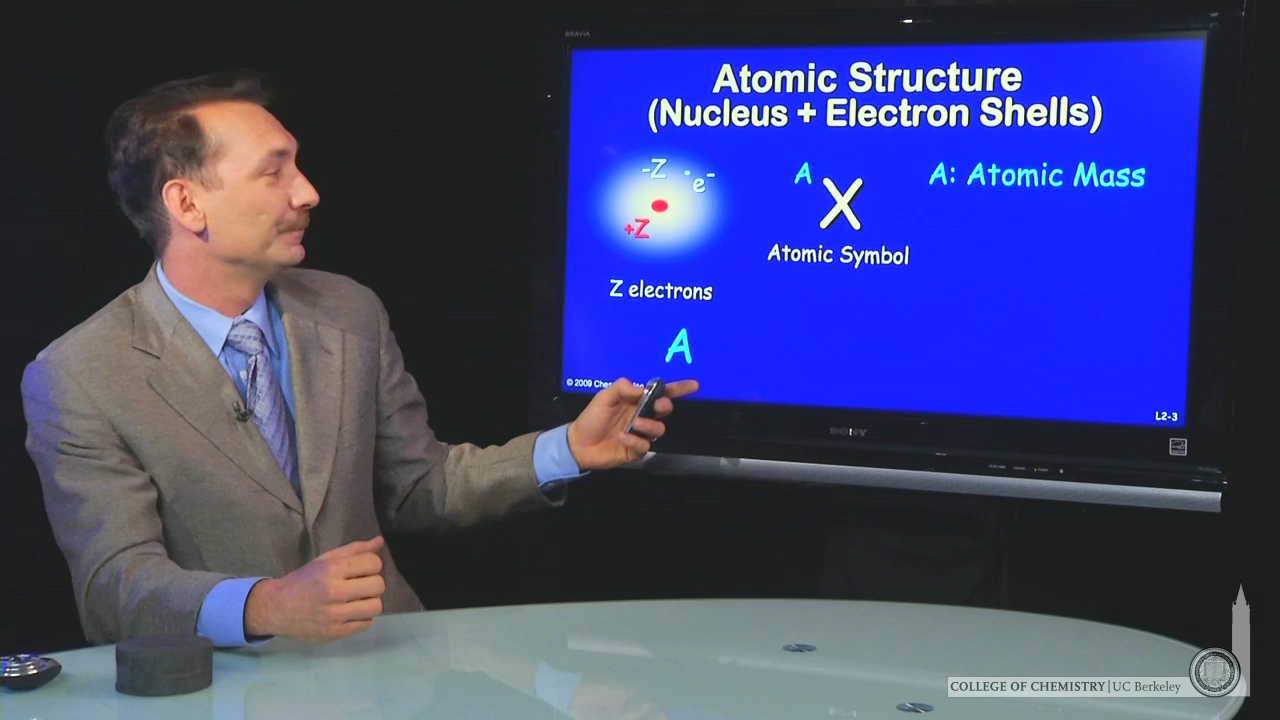 BRAVIA
Atomic Structure
(Nucleus + Electron Shells)
-Z
e-
+Z
Z electrons
A
X
Atomic Symbol
A: Atomic Mass
A
© 2009
L2-3
SONY
COLLEGE OF CHEMISTRY | UC Berkeley